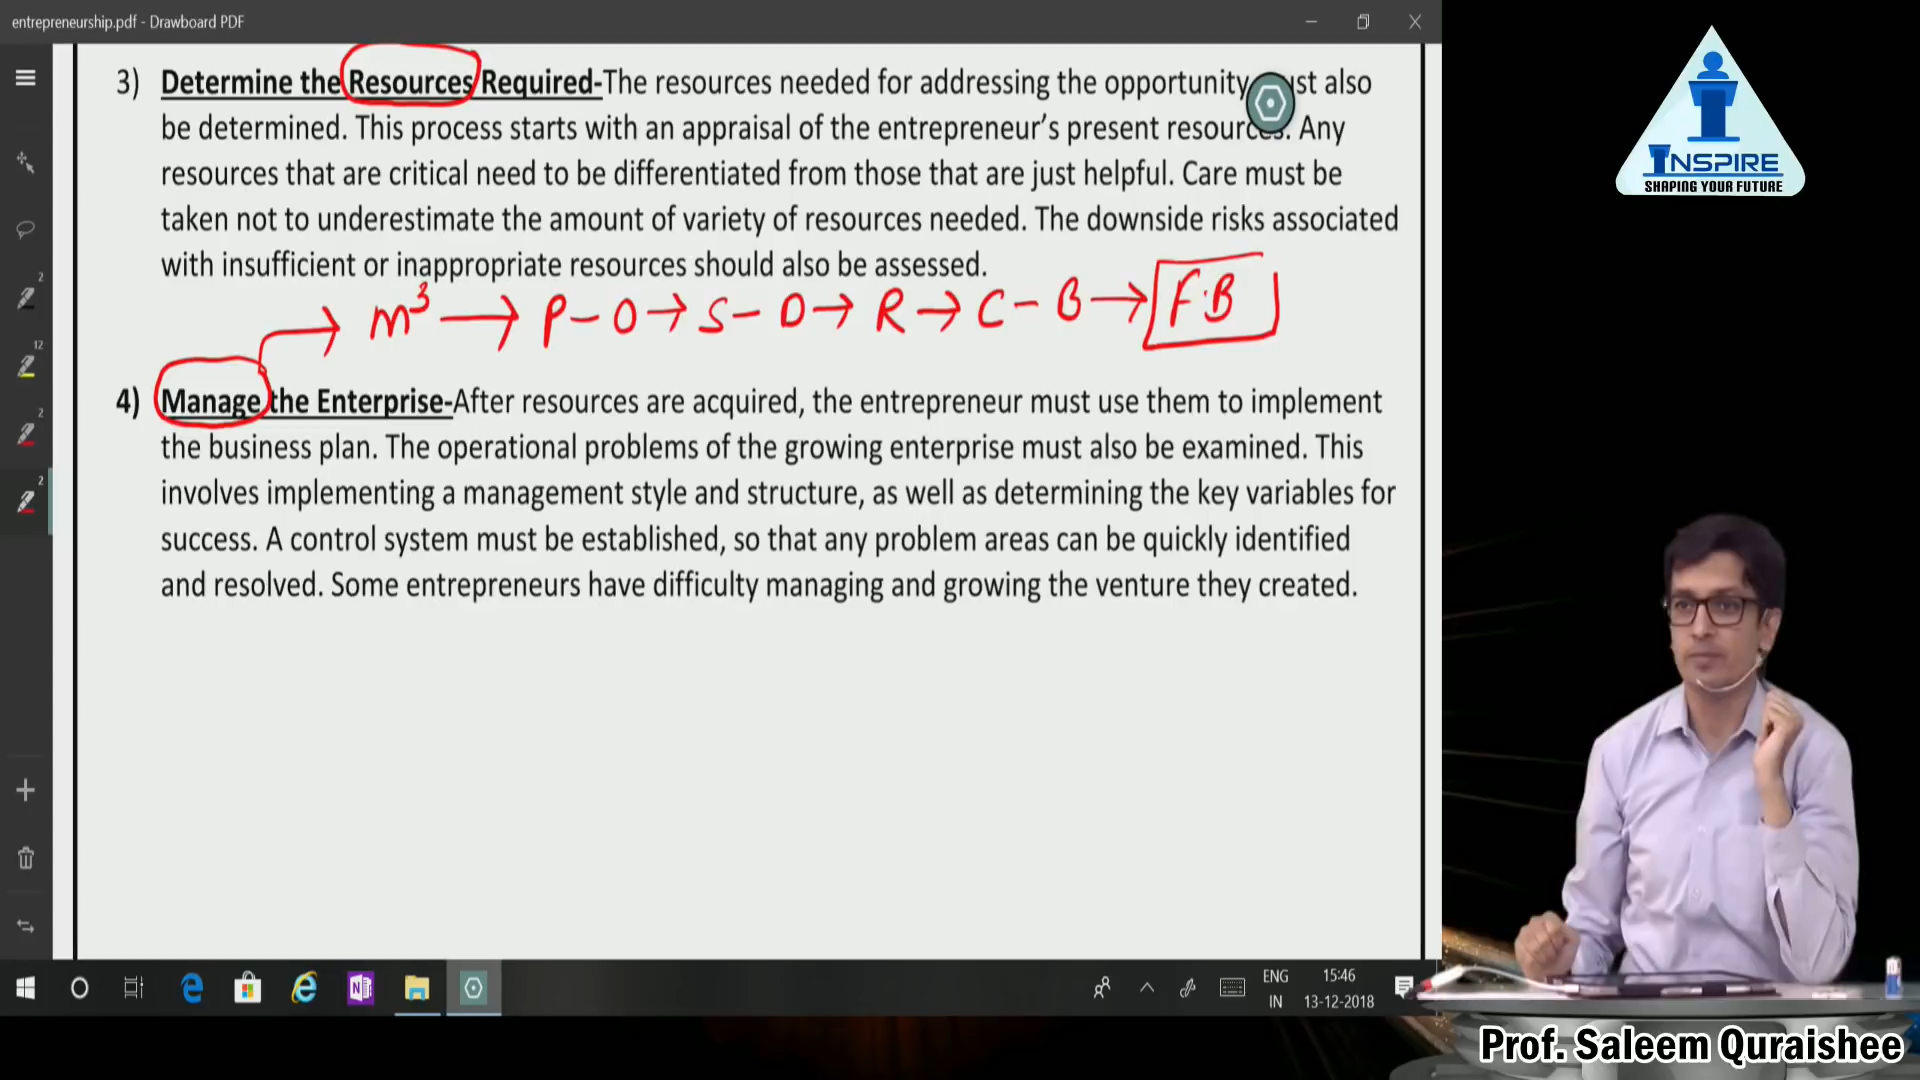 entrepreneurship.pdf - Drawboard PDF
3) Determine the Resources Required-The resources needed for addressing the opportunity must also
be determined. This process starts with an appraisal of the entrepreneur's present resources. Any
resources that are critical need to be differentiated from those that are just helpful. Care must be
taken not to underestimate the amount of variety of resources needed. The downside risks associated
with insufficient or inappropriate resources should also be assessed.
→ m³ → P - O → S - D → R → C - B → F.B
4) Manage the Enterprise-After resources are acquired, the entrepreneur must use them to implement
the business plan. The operational problems of the growing enterprise must also be examined. This
involves implementing a management style and structure, as well as determining the key variables for
success. A control system must be established, so that any problem areas can be quickly identified
and resolved. Some entrepreneurs have difficulty managing and growing the venture they created.
2
12
2
2
INSPIRE
SHAPING YOUR FUTURE
ENG
IN
15:46
13-12-2018
Prof. Saleem Quraishee